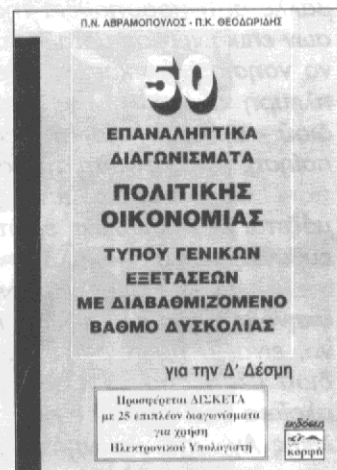 Π.Ν. ΑΒΡΑΜΟΠΟΥΛΟΣ - Π.Κ. ΘΕΟΔΩΡΙΔΗΣ
50
ΕΠΑΝΑΛΗΠΤΙΚΑ
ΔΙΑΓΩΝΙΣΜΑΤΑ
ΠΟΛΙΤΙΚΗΣ
ΟΙΚΟΝΟΜΙΑΣ
ΤΥΠΟΥ ΓΕΝΙΚΩΝ
ΕΞΕΤΑΣΕΩΝ
ΜΕ ΔΙΑΒΑΘΜΙΖΟΜΕΝΟ
ΒΑΘΜΟ ΔΥΣΚΟΛΙΑΣ
για την Δ' Δέσμη
Προσφέρεται ΔΙΣΚΕΤΑ
με 25 επιπλέον διαγωνίσματα
για χρήση
Ηλεκτρονικού Υπολογιστή
εκδόσεις
κορφή